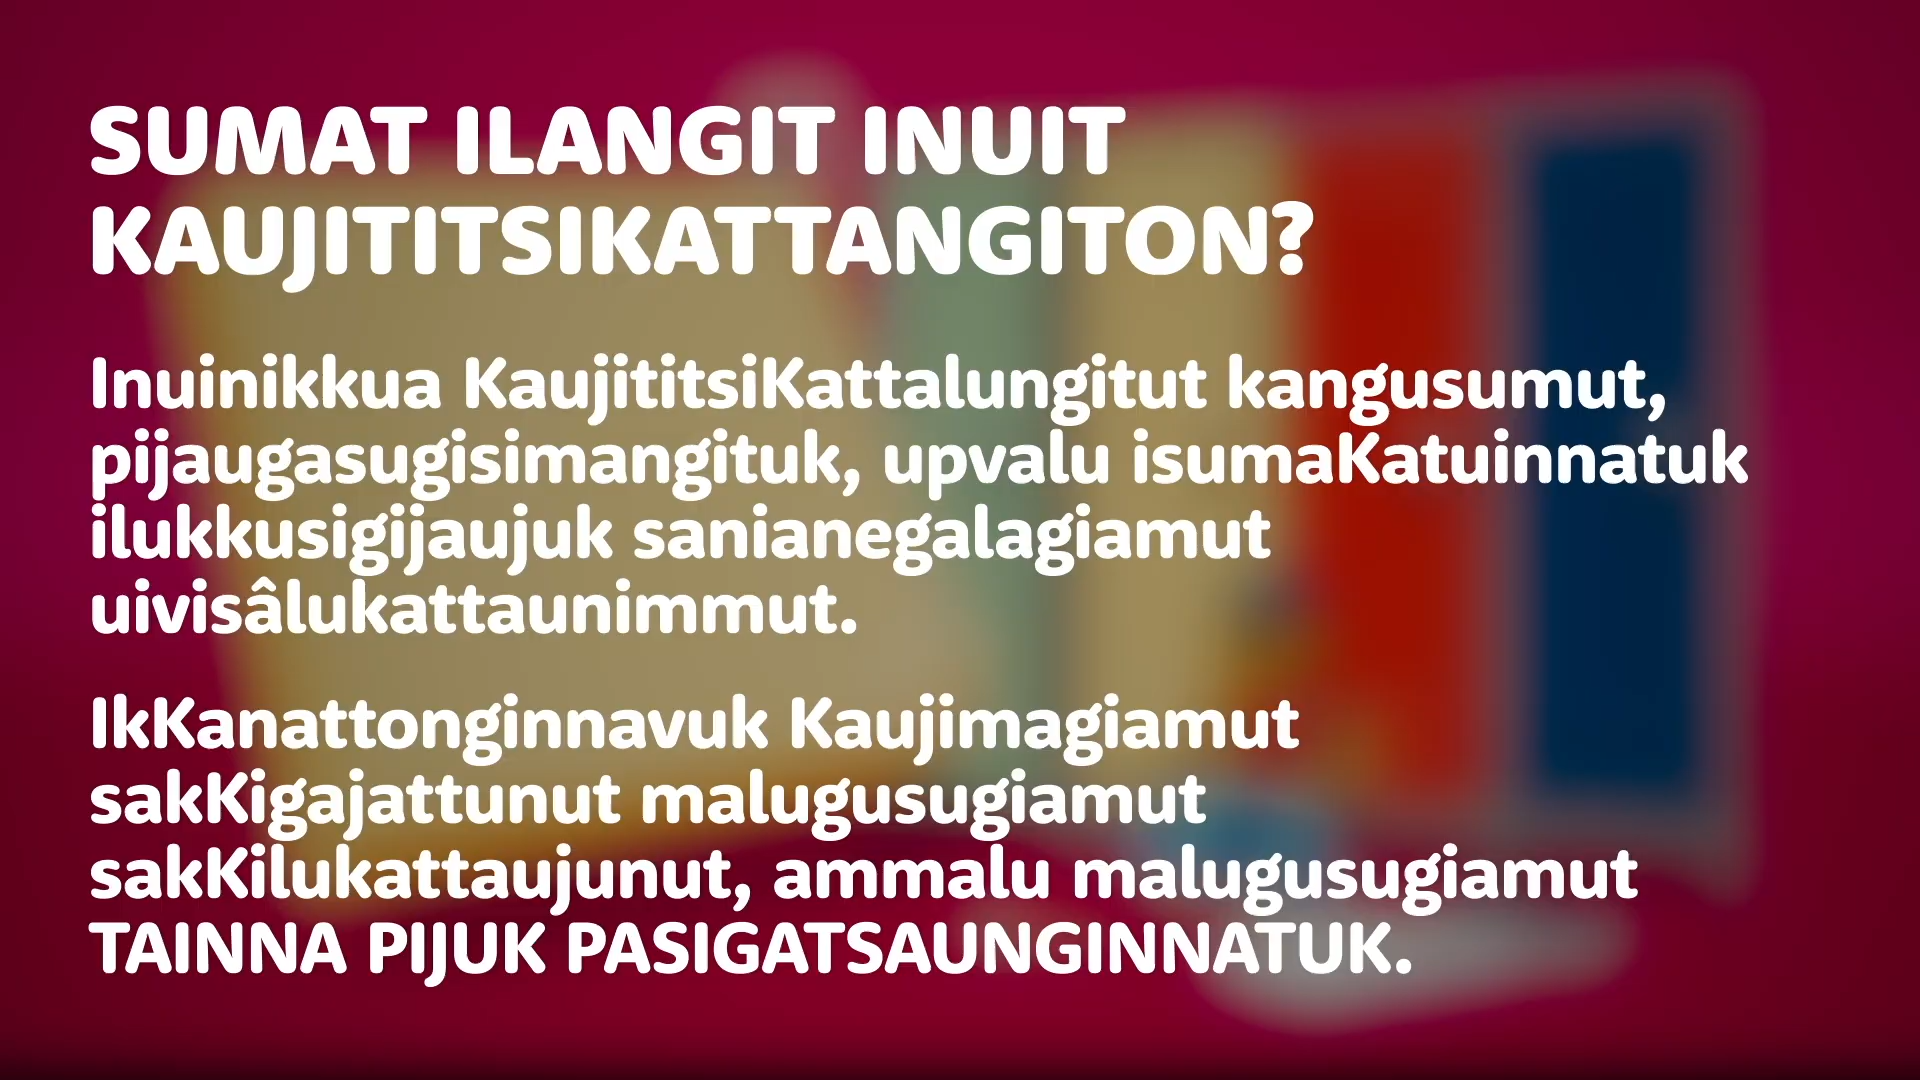 SUMAT ILANGIT INUIT
KAUJITITSIKATTANGITON?
Inuinikkua KaujititsiKattalungitut kangusumut,
pijaugasugisimangituk, upvalu isumaKatuinnatuk
ilukkusigijaujuk sanianegalagiamut
uivisâlukattaunimmut.
IkKanattonginnavuk Kaujimagiamut
sakKigajattunut malugusugiamut
sakKilukattaujunut, ammalu malugusugiamut
TAINNA PIJUK PASIGATSAUNGINNATUK.